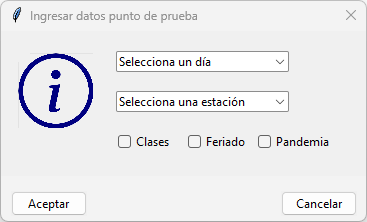 Ingresar datos punto de prueba
i
Selecciona un día
Selecciona una estación
Clases Feriado Pandemia
Aceptar Cancelar